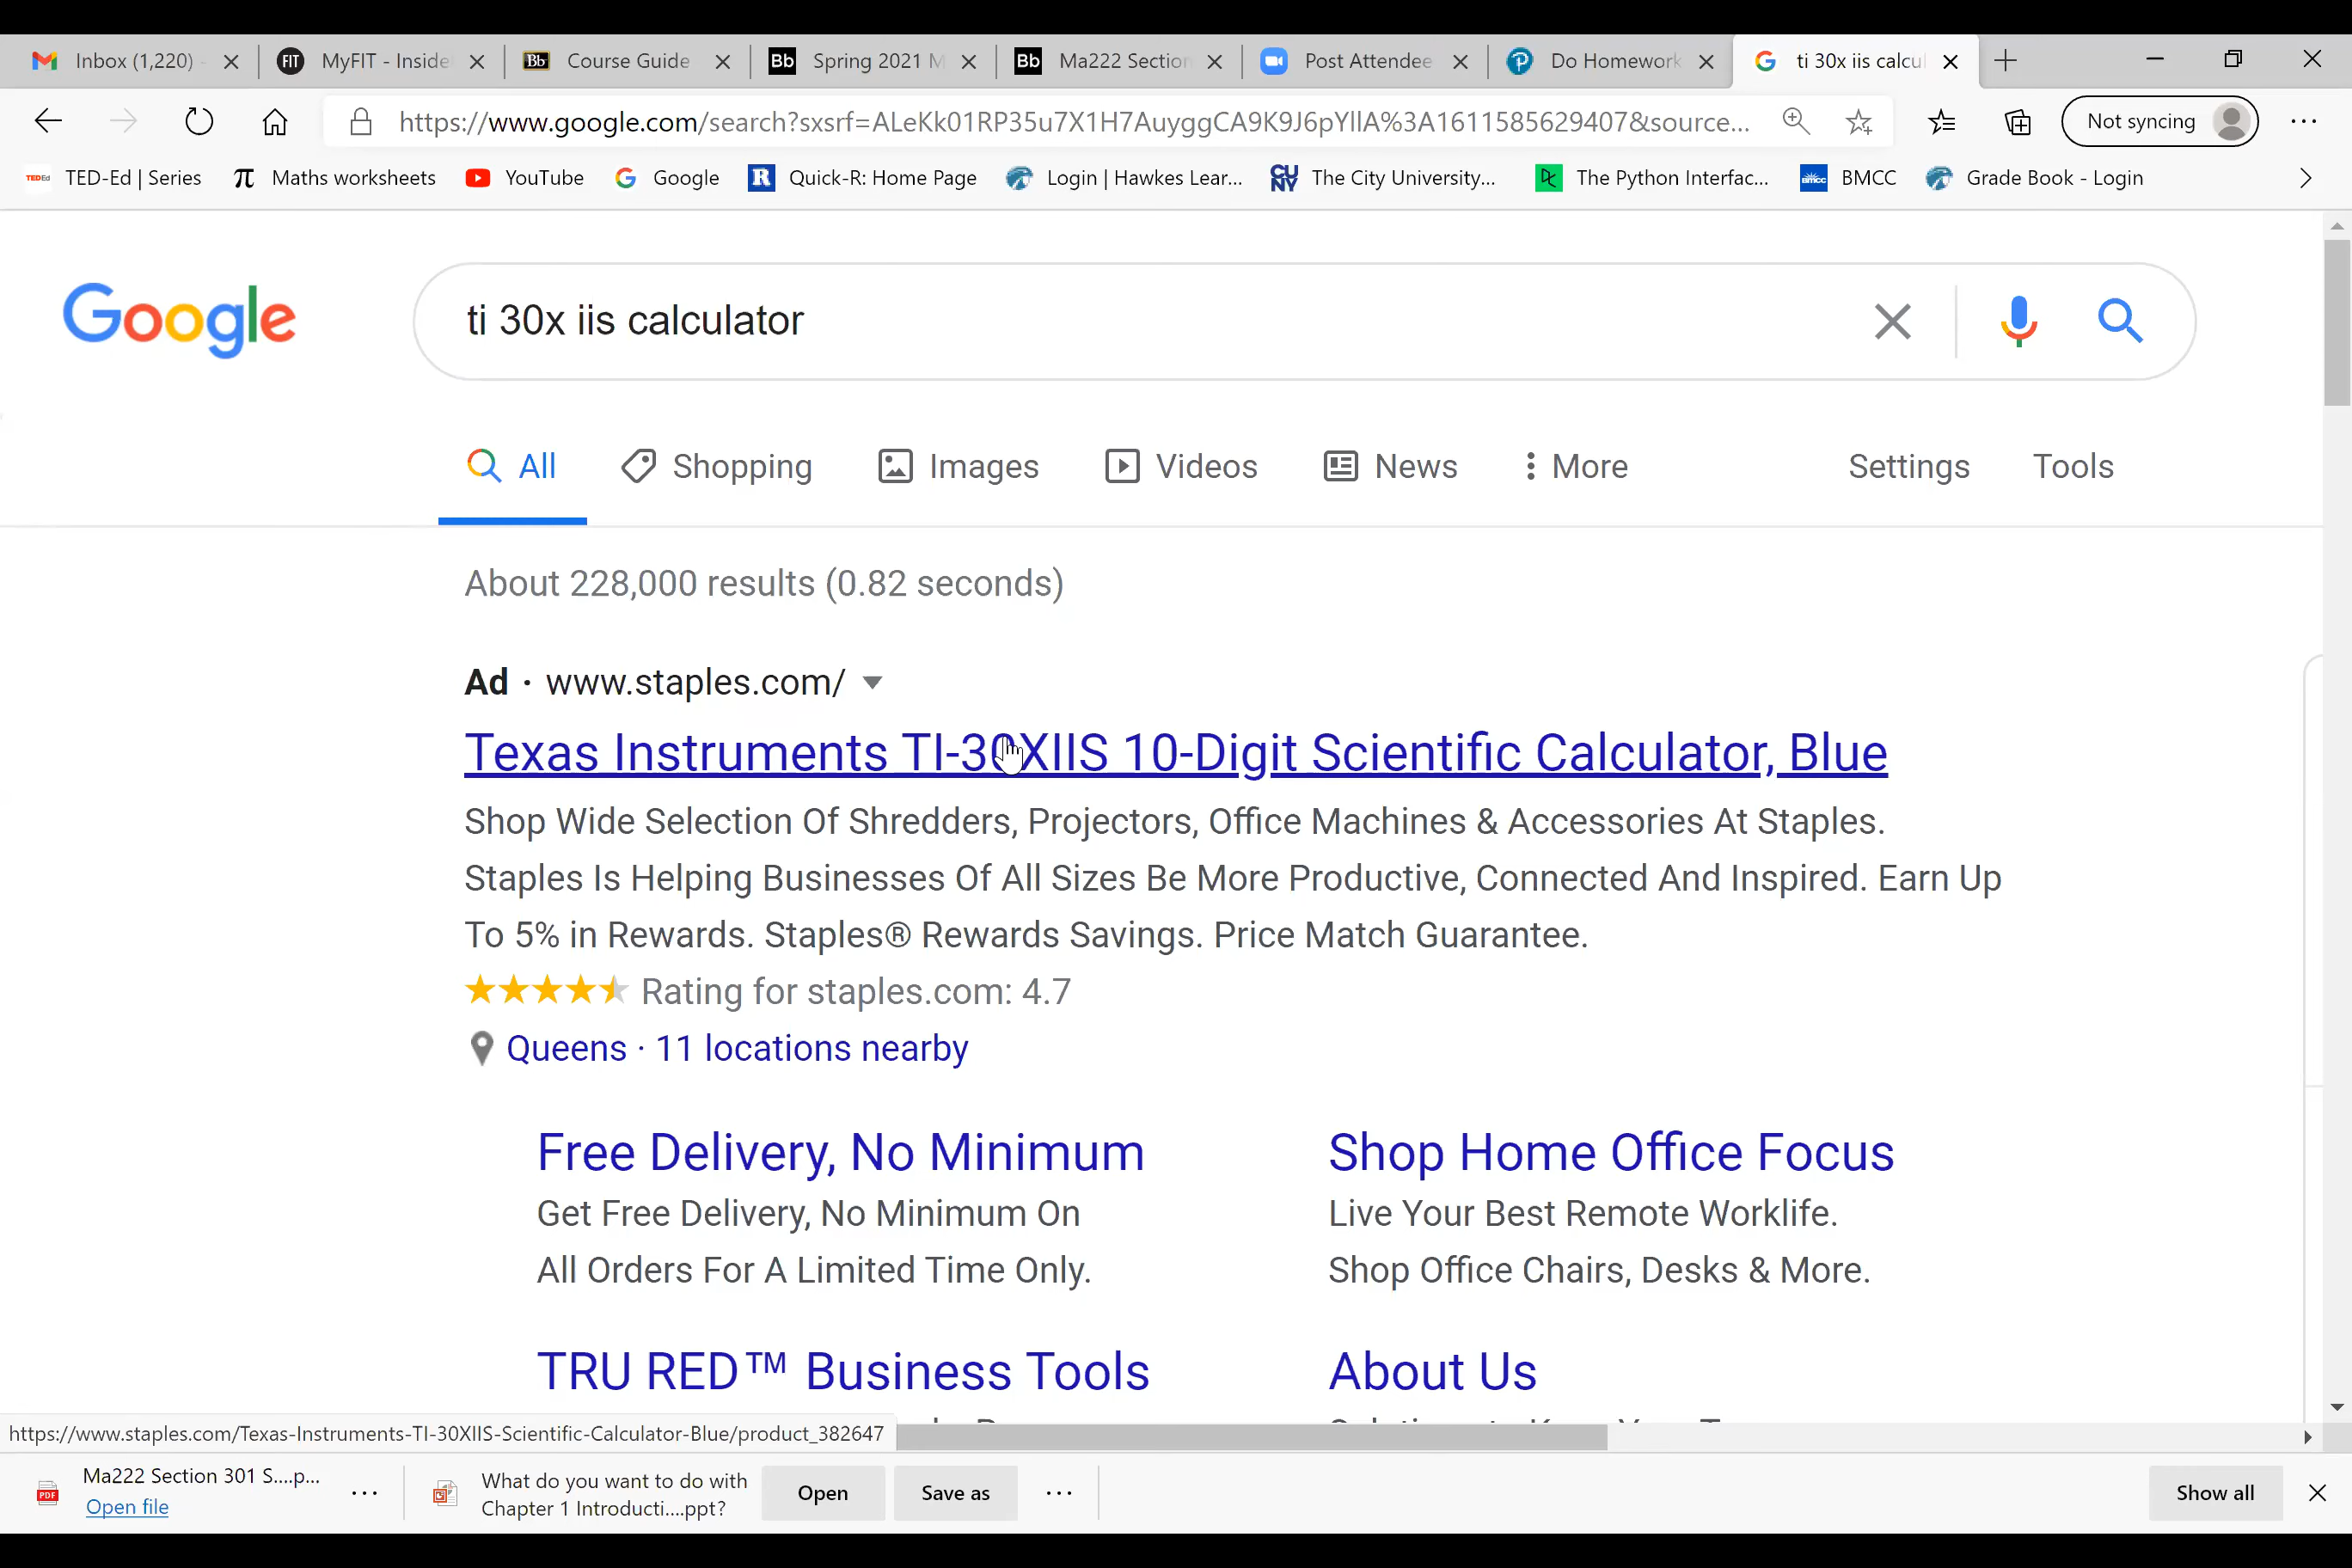 Inbox (1,220) -
MyFIT - Inside
Course Guide
Spring 2021 M
Ma222 Section
Post Attendee
Do Homework
ti 30x iis calcul
https://www.google.com/search?sxsrf=ALeKk01RP35u7X1H7AuyggCA9K9J6pYllA%3A1611585629407&source...
Not syncing
TED-Ed | Series
Maths worksheets
YouTube
Google
Quick-R: Home Page
Login | Hawkes Lear...
The City University...
The Python Interfac...
BMCC
Grade Book - Login
Google
ti 30x iis calculator
All
Shopping
Images
Videos
News
More
Settings
Tools
About 228,000 results (0.82 seconds)
Ad · www.staples.com/
Texas Instruments TI-30XIIS 10-Digit Scientific Calculator, Blue
Shop Wide Selection Of Shredders, Projectors, Office Machines & Accessories At Staples.
Staples Is Helping Businesses Of All Sizes Be More Productive, Connected And Inspired. Earn Up
To 5% in Rewards. Staples® Rewards Savings. Price Match Guarantee.
Rating for staples.com: 4.7
Queens · 11 locations nearby
Free Delivery, No Minimum
Get Free Delivery, No Minimum On
All Orders For A Limited Time Only.
Shop Home Office Focus
Live Your Best Remote Worklife.
Shop Office Chairs, Desks & More.
TRU RED™ Business Tools
About Us
https://www.staples.com/Texas-Instruments-TI-30XIIS-Scientific-Calculator-Blue/product_382647
Ma222 Section 301 S....p...
Open file
What do you want to do with
Chapter 1 Introducti....ppt?
Open
Save as
Show all